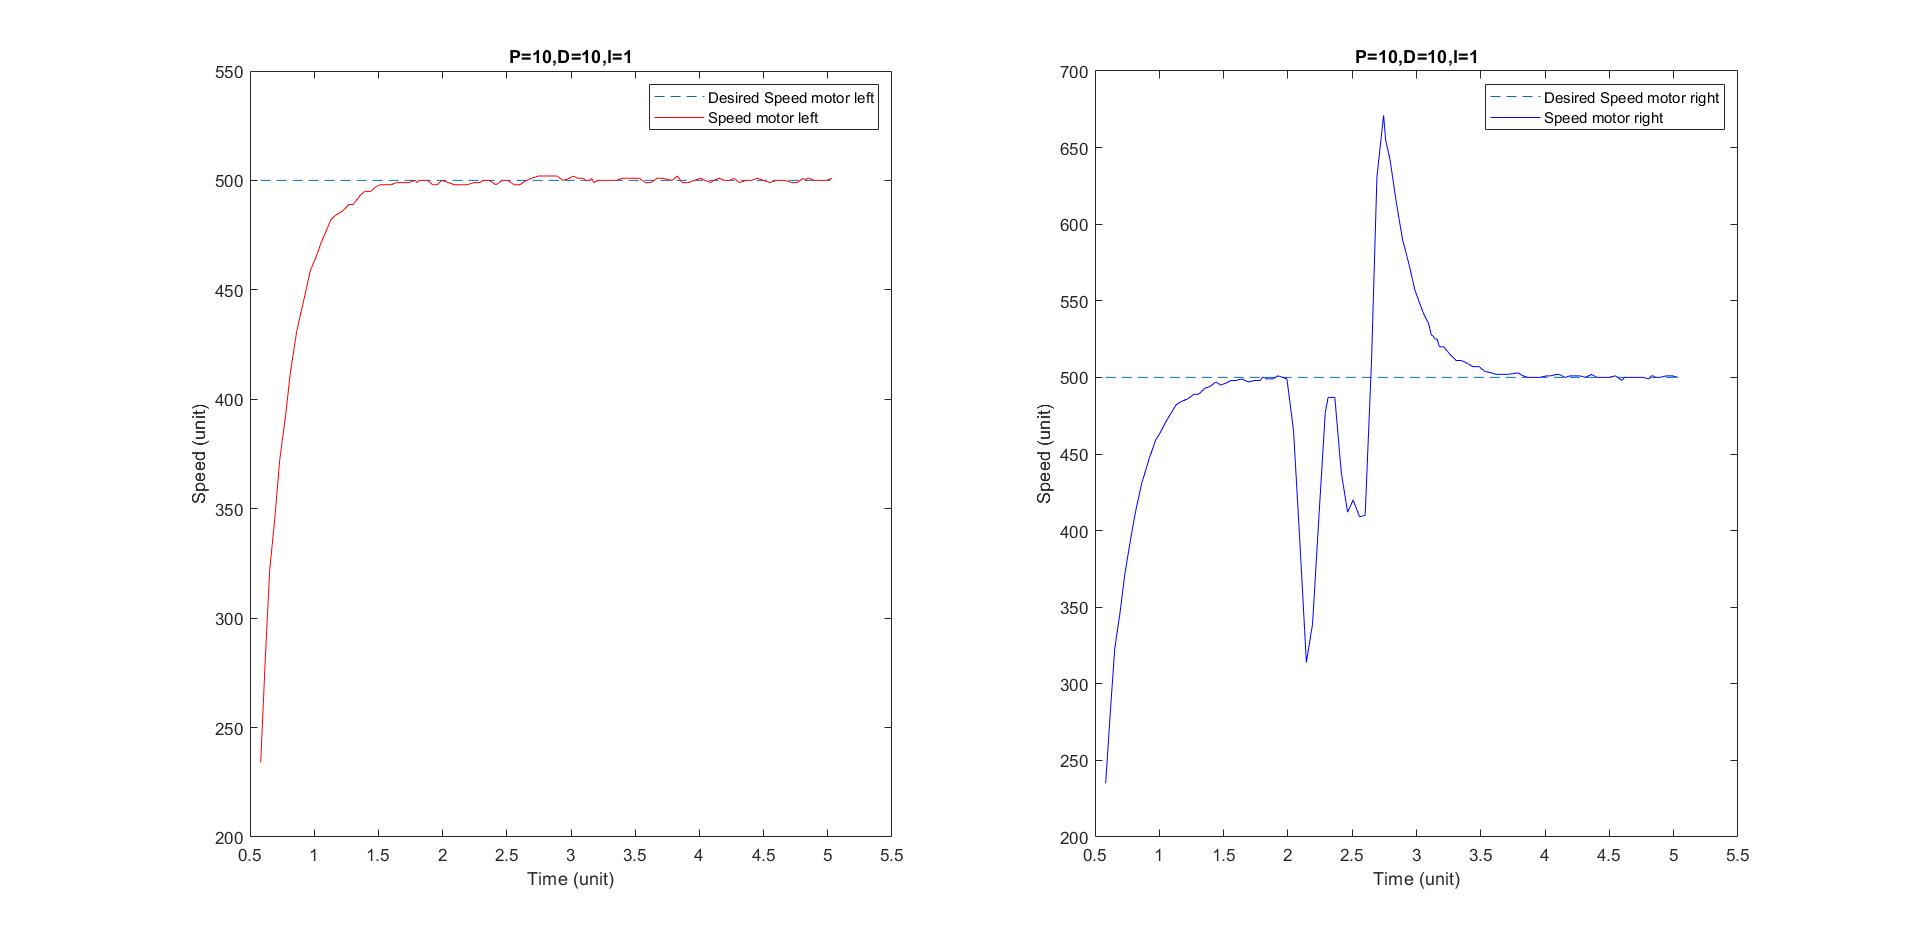 P=10,D=10,I=1
550
500
450
400
350
300
250
200
Speed (unit)
Desired Speed motor left
Speed motor left
0.5 1 1.5 2 2.5 3 3.5 4 4.5 5 5.5
Time (unit)
P=10,D=10,I=1
700
650
600
550
500
450
400
350
300
250
200
Speed (unit)
Desired Speed motor right
Speed motor right
0.5 1 1.5 2 2.5 3 3.5 4 4.5 5 5.5
Time (unit)